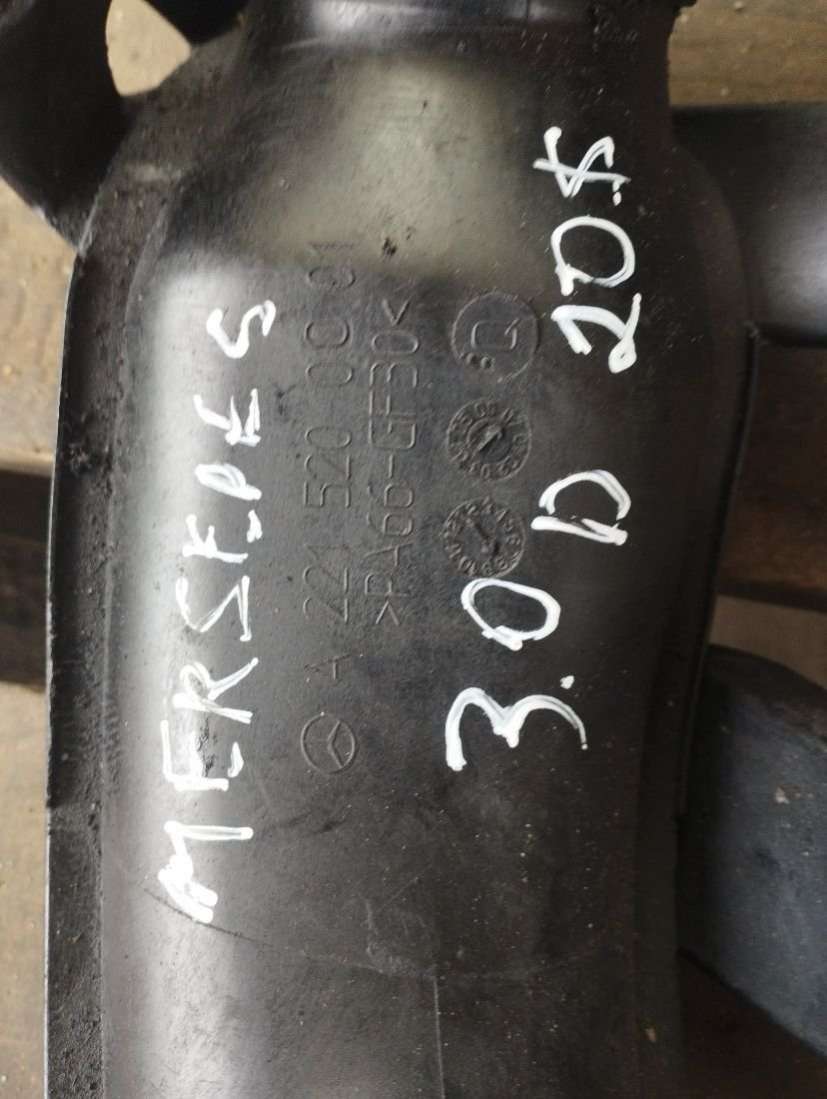 MERSEDES
A 221 520 00 01
>PA66-GF30<
Q
3.0D 20$